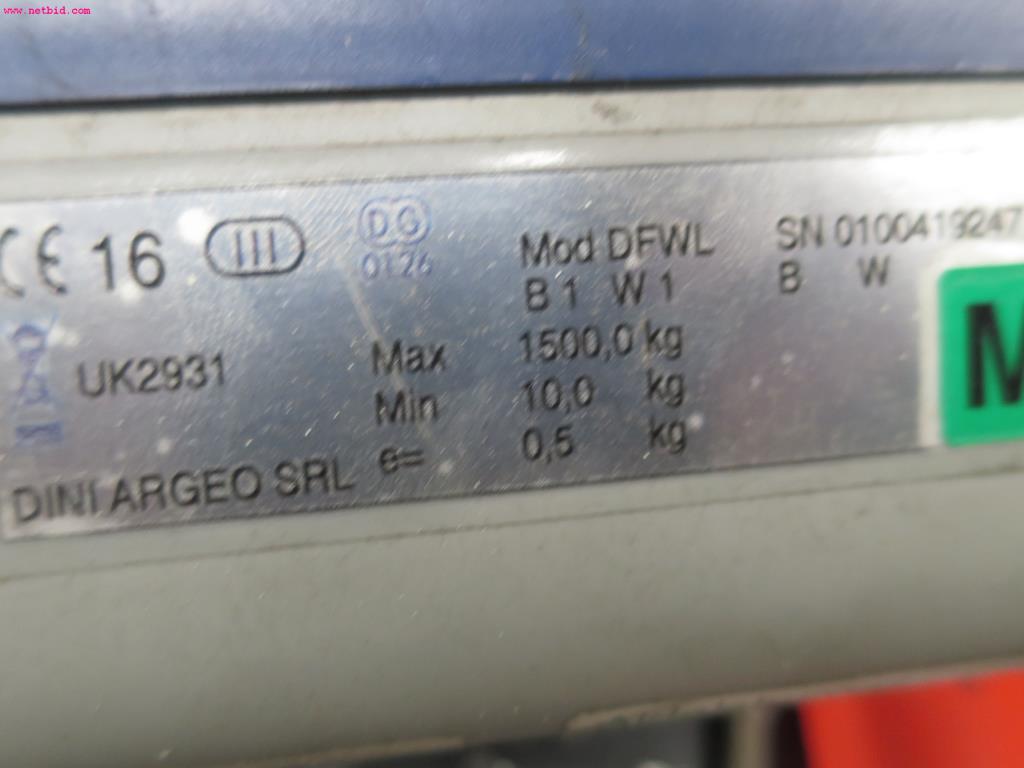 www.netbid.com
CE 16 III DG 0126
Mod DFWL SN 0100419247
B 1 W 1 B W
UK2931
Max 1500,0 kg
Min 10,0 kg
e= 0,5 kg
DINI ARGEO SRL
M